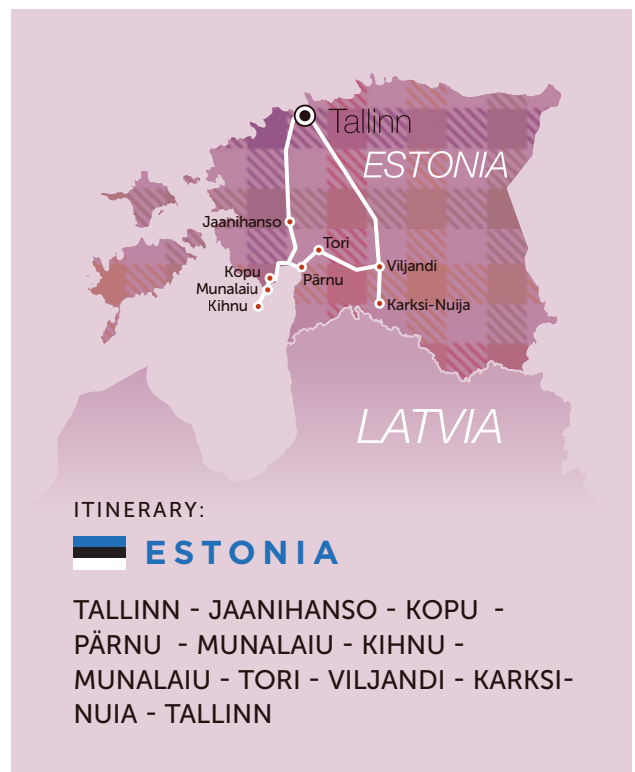 Tallinn
ESTONIA
Jaanihanso
Tori
Kopu
Pärnu
Viljandi
Munalaiu
Kihnu
Karksi-Nuija
LATVIA
ITINERARY:
ESTONIA
TALLINN - JAANIHANSO - KOPU -
PÄRNU - MUNALAIU - KIHNU -
MUNALAIU - TORI - VILJANDI - KARKSI-
NUIA - TALLINN